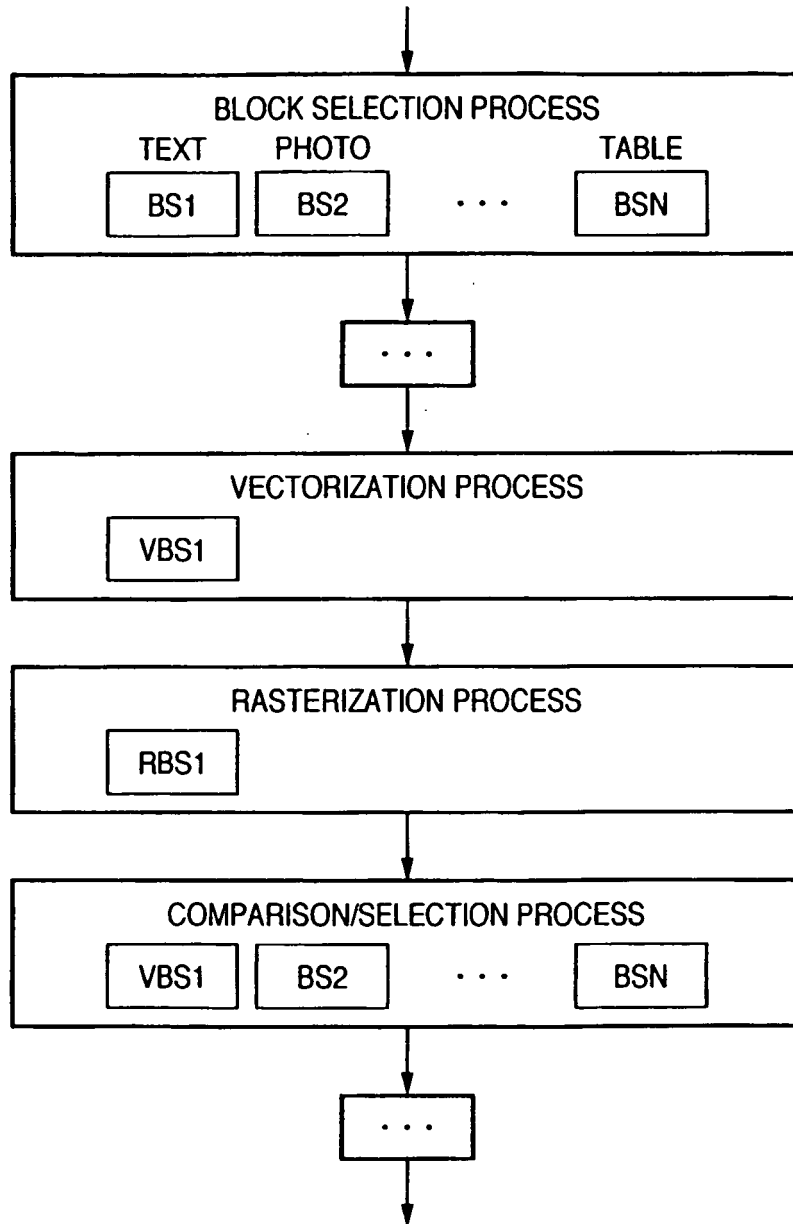 BLOCK SELECTION PROCESS
TEXT PHOTO TABLE
BS1 BS2 ... BSN
...
VECTORIZATION PROCESS
VBS1
RASTERIZATION PROCESS
RBS1
COMPARISON/SELECTION PROCESS
VBS1 BS2 ... BSN
...